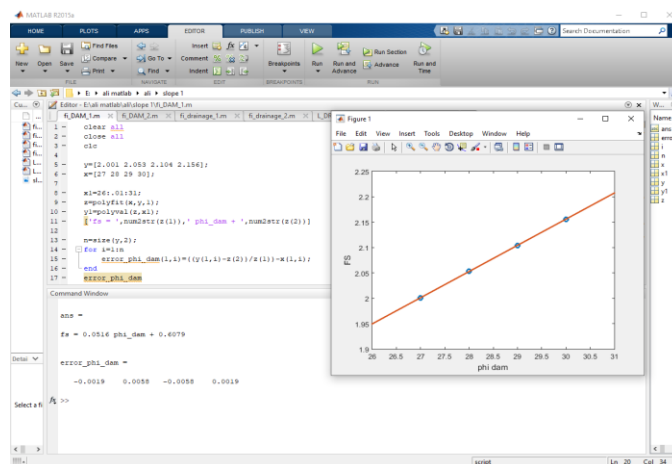 MATLAB R2015a
HOME PLOTS APPS EDITOR PUBLISH VIEW
Search Documentation
New Open Save Find Files Compare Print
Go To Find
Insert Comment Indent
Breakpoints Run Run and Advance Run Section Advance Run and Time
FILE NAVIGATE EDIT BREAKPOINTS RUN
E: ali matlab ali slope 1
Editor - E:\ali matlab\ali\slope 1\fi_DAM_1.m
fi_DAM_1.m fi_DAM_2.m fi_drainage_1.m fi_drainage_2.m
1 clear all
2 close all
3 clc
4
5 y=[2.001 2.053 2.104 2.156];
6 x=[27 28 29 30];
7
8 x1=26:.01:31;
9 z=polyfit(x,y,1);
10 y1=polyval(z,x1);
11 ['fs = ',num2str(z(1)),' phi_dam + ',num2str(z(2))]
12
13 n=size(y,2);
14 for i=1:n
15 error_phi_dam(1,i)=((y(1,i)-z(2))/z(1))-x(1,i);
16 end
17 error_phi_dam
Command Window
ans =
fs = 0.0516 phi_dam + 0.6079
error_phi_dam =
-0.0019 0.0058 -0.0058 0.0019
fx >>
Figure 1
File Edit View Insert Tools Desktop Window Help
2.25
2.2
2.15
2.1
2.05
2
1.95
1.9
FS
26 26.5 27 27.5 28 28.5 29 29.5 30 30.5 31
phi dam
Name
ans
i
n
x
x1
y
y1
z
Select a fi
script
Ln 20 Col 34